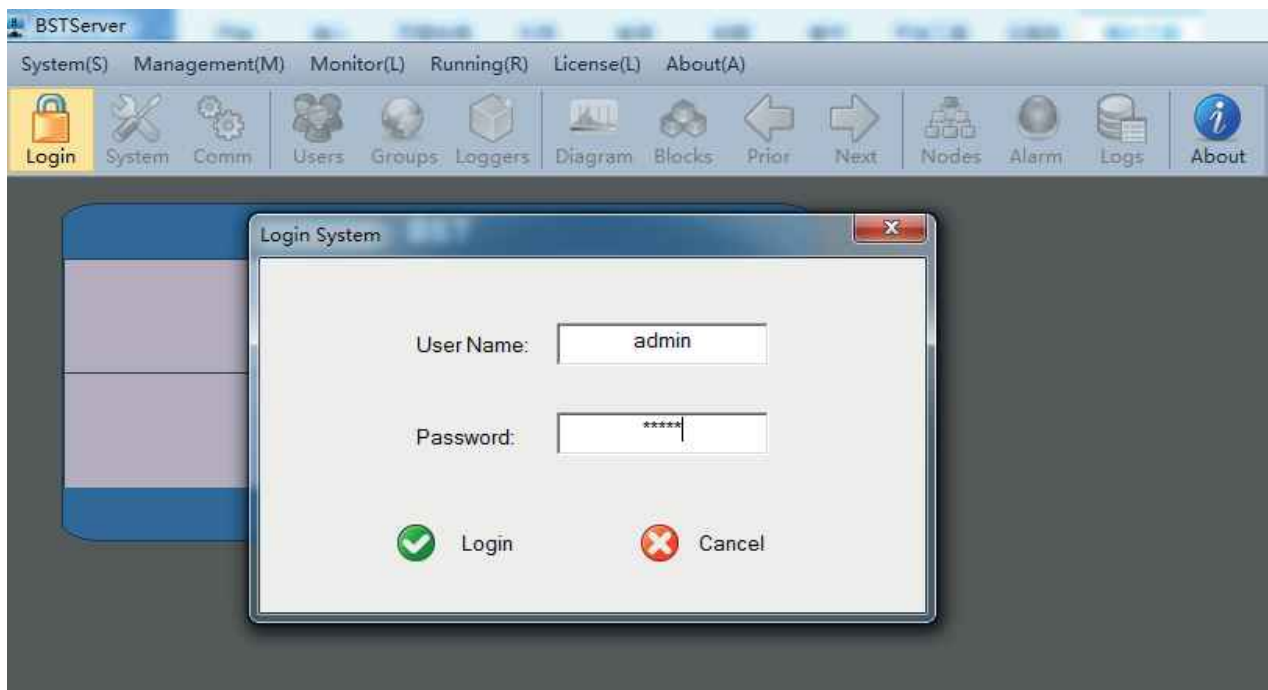 BSTServer
System(S) Management(M) Monitor(L) Running(R) License(L) About(A)
Login System Comm Users Groups Loggers Diagram Blocks Prior Next Nodes Alarm Logs About
Login System
User Name: admin
Password: *****
Login Cancel